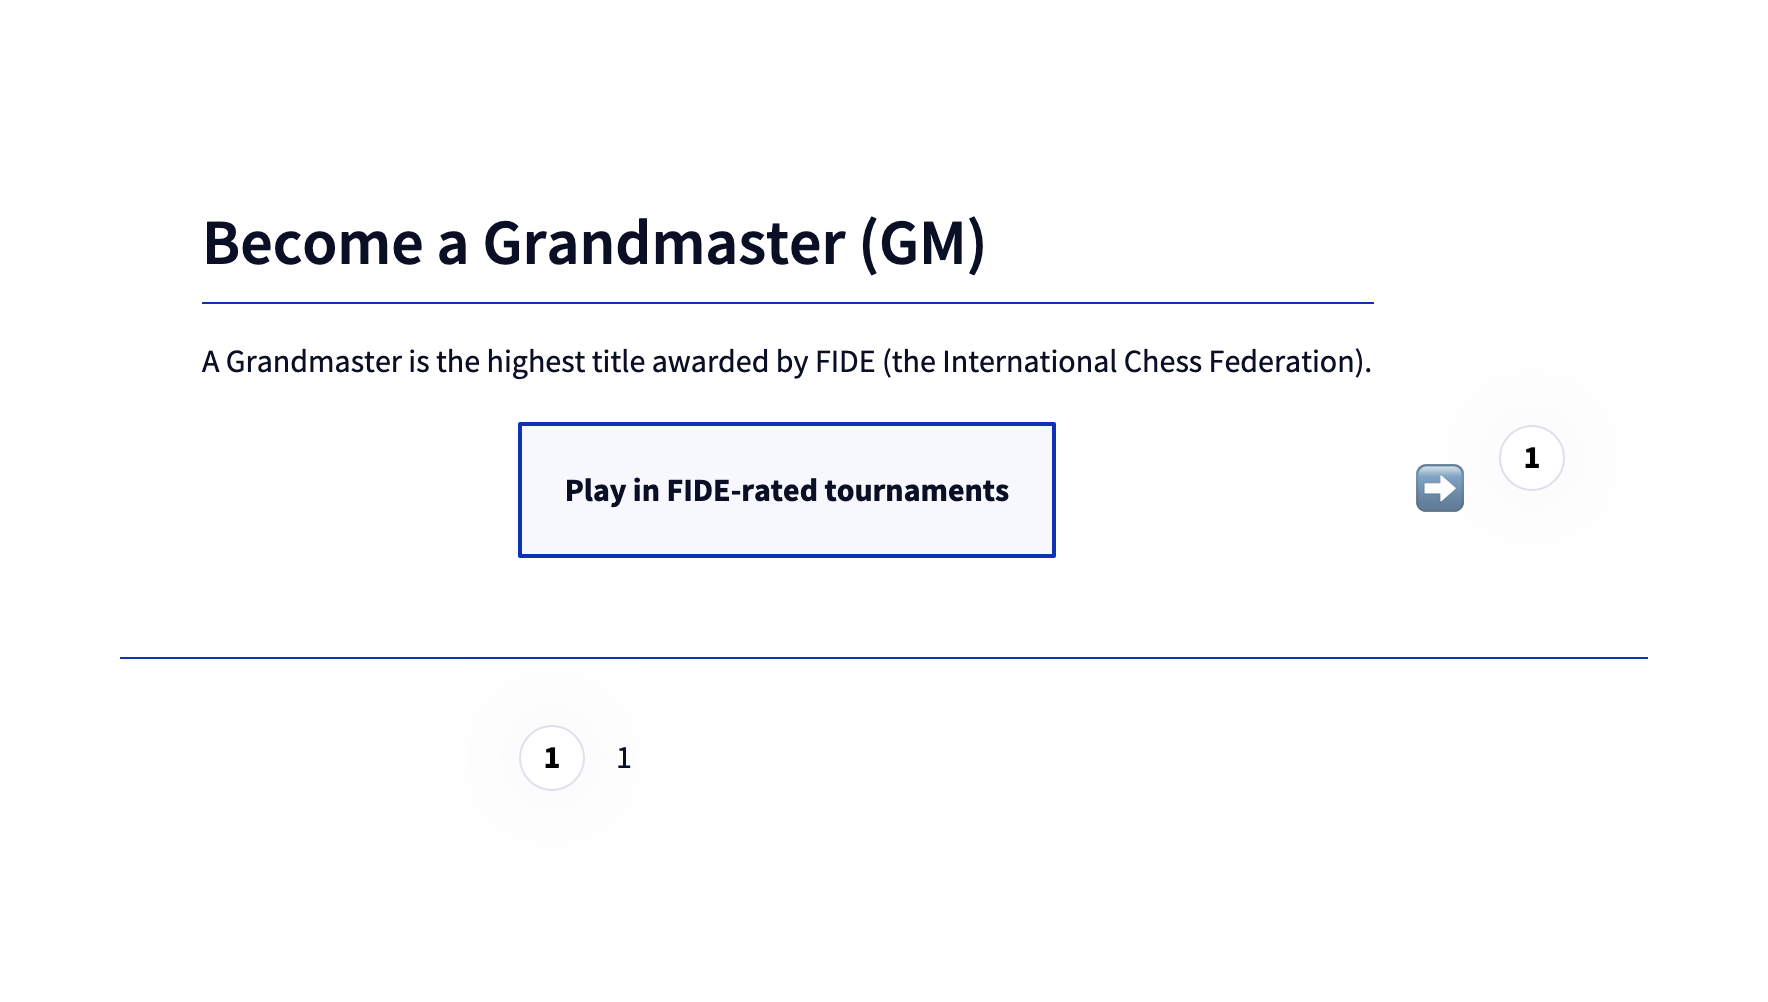 Become a Grandmaster (GM)
A Grandmaster is the highest title awarded by FIDE (the International Chess Federation).
1
Play in FIDE-rated tournaments
➡️
1 1